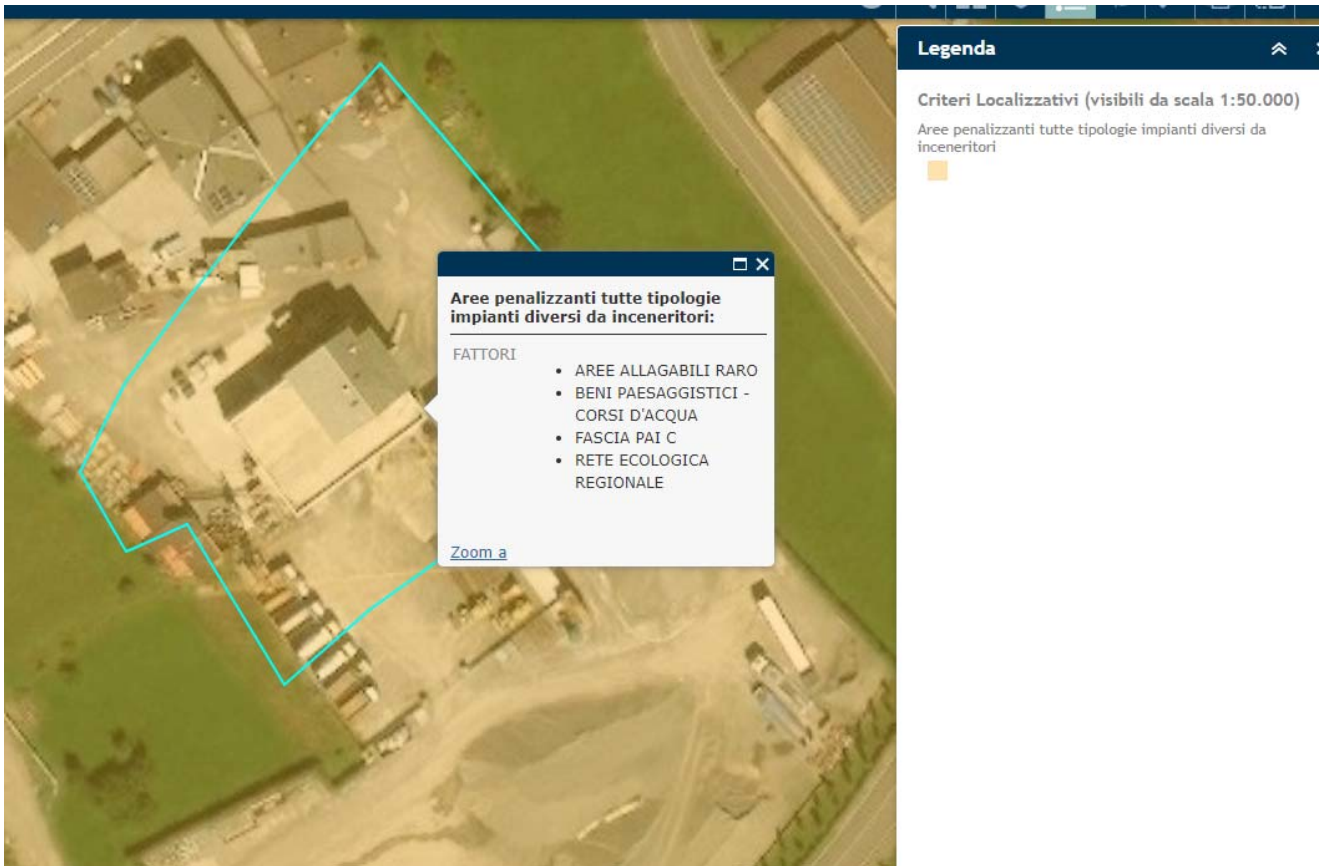 Legenda
Criteri Localizzativi (visibili da scala 1:50.000)
Aree penalizzanti tutte tipologie impianti diversi da
inceneritori
Aree penalizzanti tutte tipologie
impianti diversi da inceneritori:
FATTORI
• AREE ALLAGABILI RARO
• BENI PAESAGGISTICI -
CORSI D'ACQUA
• FASCIA PAI C
• RETE ECOLOGICA
REGIONALE
Zoom a